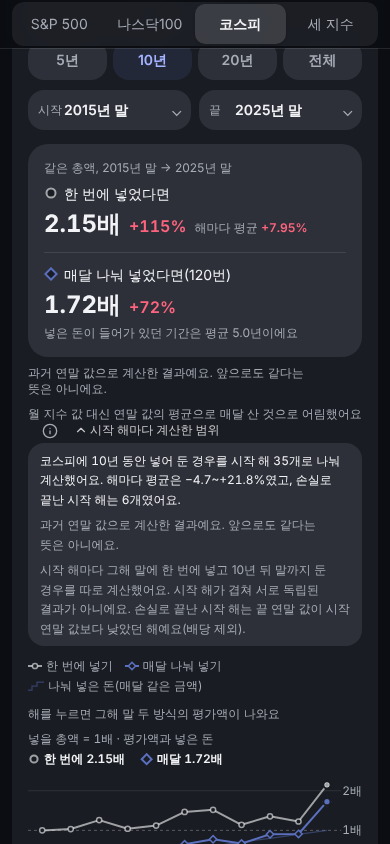 S&P 500 나스닥100 코스피 세 지수
5년 10년 20년 전체
시작 2015년 말 끝 2025년 말
같은 총액, 2015년 말 → 2025년 말
한 번에 넣었다면
2.15배 +115% 해마다 평균 +7.95%
매달 나눠 넣었다면(120번)
1.72배 +72%
넣은 돈이 들어가 있던 기간은 평균 5.0년이에요
과거 연말 값으로 계산한 결과예요. 앞으로도 같다는
뜻은 아니에요.
월 지수 값 대신 연말 값의 평균으로 매달 산 것으로 어림했어요
시작 해마다 계산한 범위
코스피에 10년 동안 넣어 둔 경우를 시작 해 35개로 나눠
계산했어요. 해마다 평균은 −4.7~+21.8%였고, 손실로
끝난 시작 해는 6개였어요.
과거 연말 값으로 계산한 결과예요. 앞으로도 같다는
뜻은 아니에요.
시작 해마다 그해 말에 한 번에 넣고 10년 뒤 말까지 둔
경우를 따로 계산했어요. 시작 해가 겹쳐 서로 독립된
결과가 아니에요. 손실로 끝난 시작 해는 끝 연말 값이 시작
연말 값보다 낮았던 해예요(배당 제외).
한 번에 넣기 매달 나눠 넣기
나눠 넣은 돈(매달 같은 금액)
해를 누르면 그해 말 두 방식의 평가액이 나와요
넣을 총액 = 1배 · 평가액과 넣은 돈
한 번에 2.15배 매달 1.72배
2배
1배